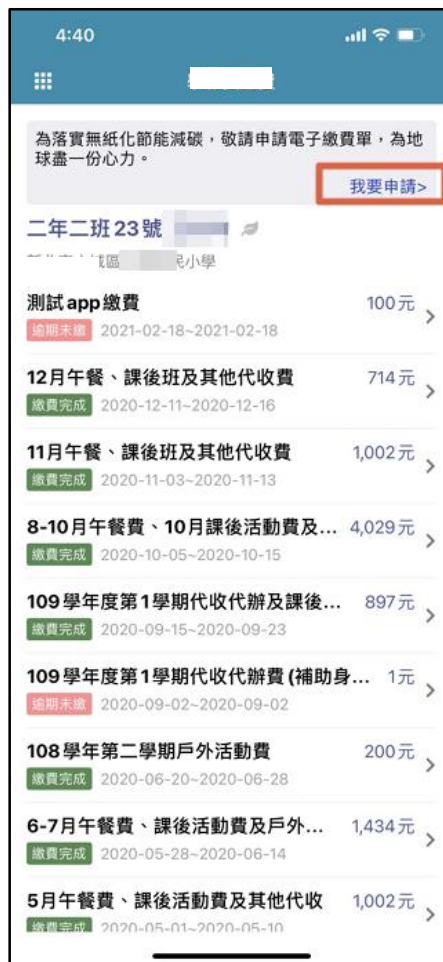 4:40
為落實無紙化節能減碳，敬請申請電子繳費單，為地
球盡一份心力。
我要申請>
二年二班 23號
區 民小學
測試app繳費 100元
逾期未繳 2021-02-18~2021-02-18
12月午餐、課後班及其他代收費 714元
繳費完成 2020-12-11~2020-12-16
11月午餐、課後班及其他代收費 1,002元
繳費完成 2020-11-03~2020-11-13
8-10月午餐費、10月課後活動費及... 4,029元
繳費完成 2020-10-05~2020-10-15
109學年度第1學期代收代辦及課後... 897元
繳費完成 2020-09-15~2020-09-23
109學年度第1學期代收代辦費(補助身... 1元
逾期未繳 2020-09-02~2020-09-02
108學年第二學期戶外活動費 200元
繳費完成 2020-06-20~2020-06-28
6-7月午餐費、課後活動費及戶外... 1,434元
繳費完成 2020-05-28~2020-06-14
5月午餐費、課後活動費及其他代收 1,002元
繳費完成 2020-05-01~2020-05-10